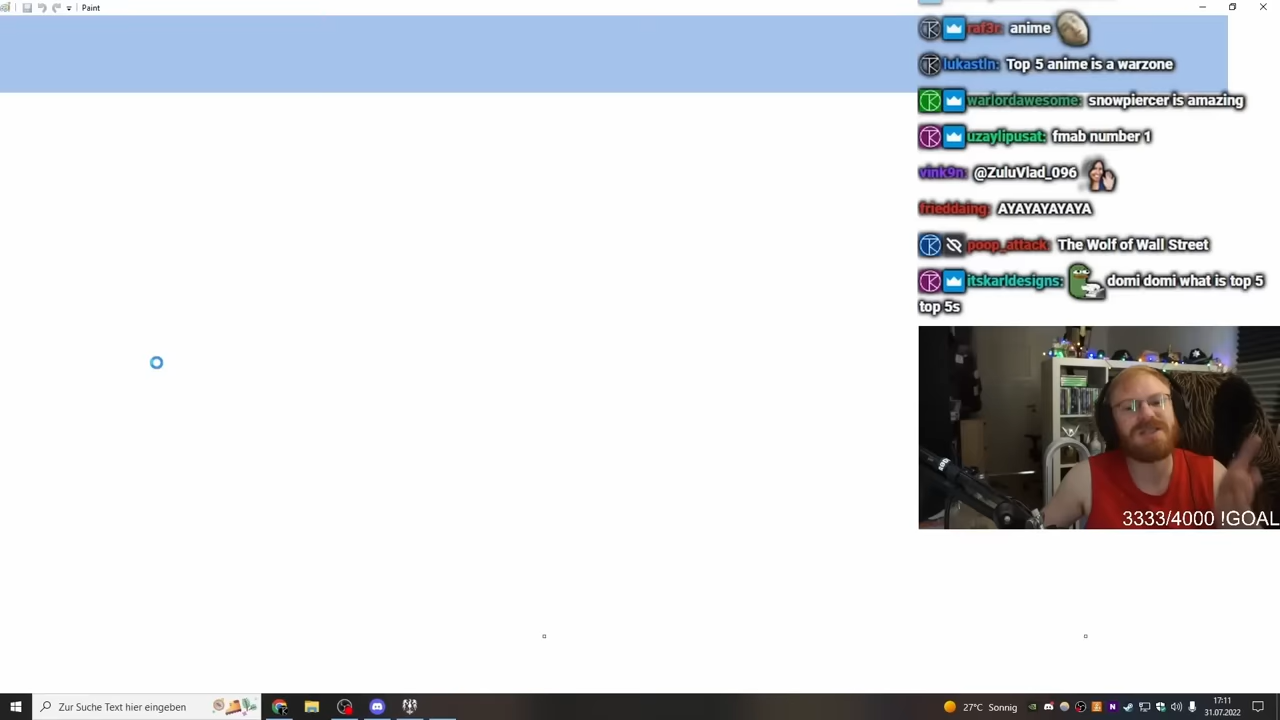 Paint
raf3r: anime
lukastln: Top 5 anime is a warzone
warlordawesome: snowpiercer is amazing
uzaylipusat: fmab number 1
vink9n: @ZuluVlad_096
frieddaing: AYAYAYAYAYA
poop_attack: The Wolf of Wall Street
itskarldesigns: domi domi what is top 5
top 5s
3333/4000 !GOAL
Zur Suche Text hier eingeben
27°C Sonnig
17:11
31.07.2022